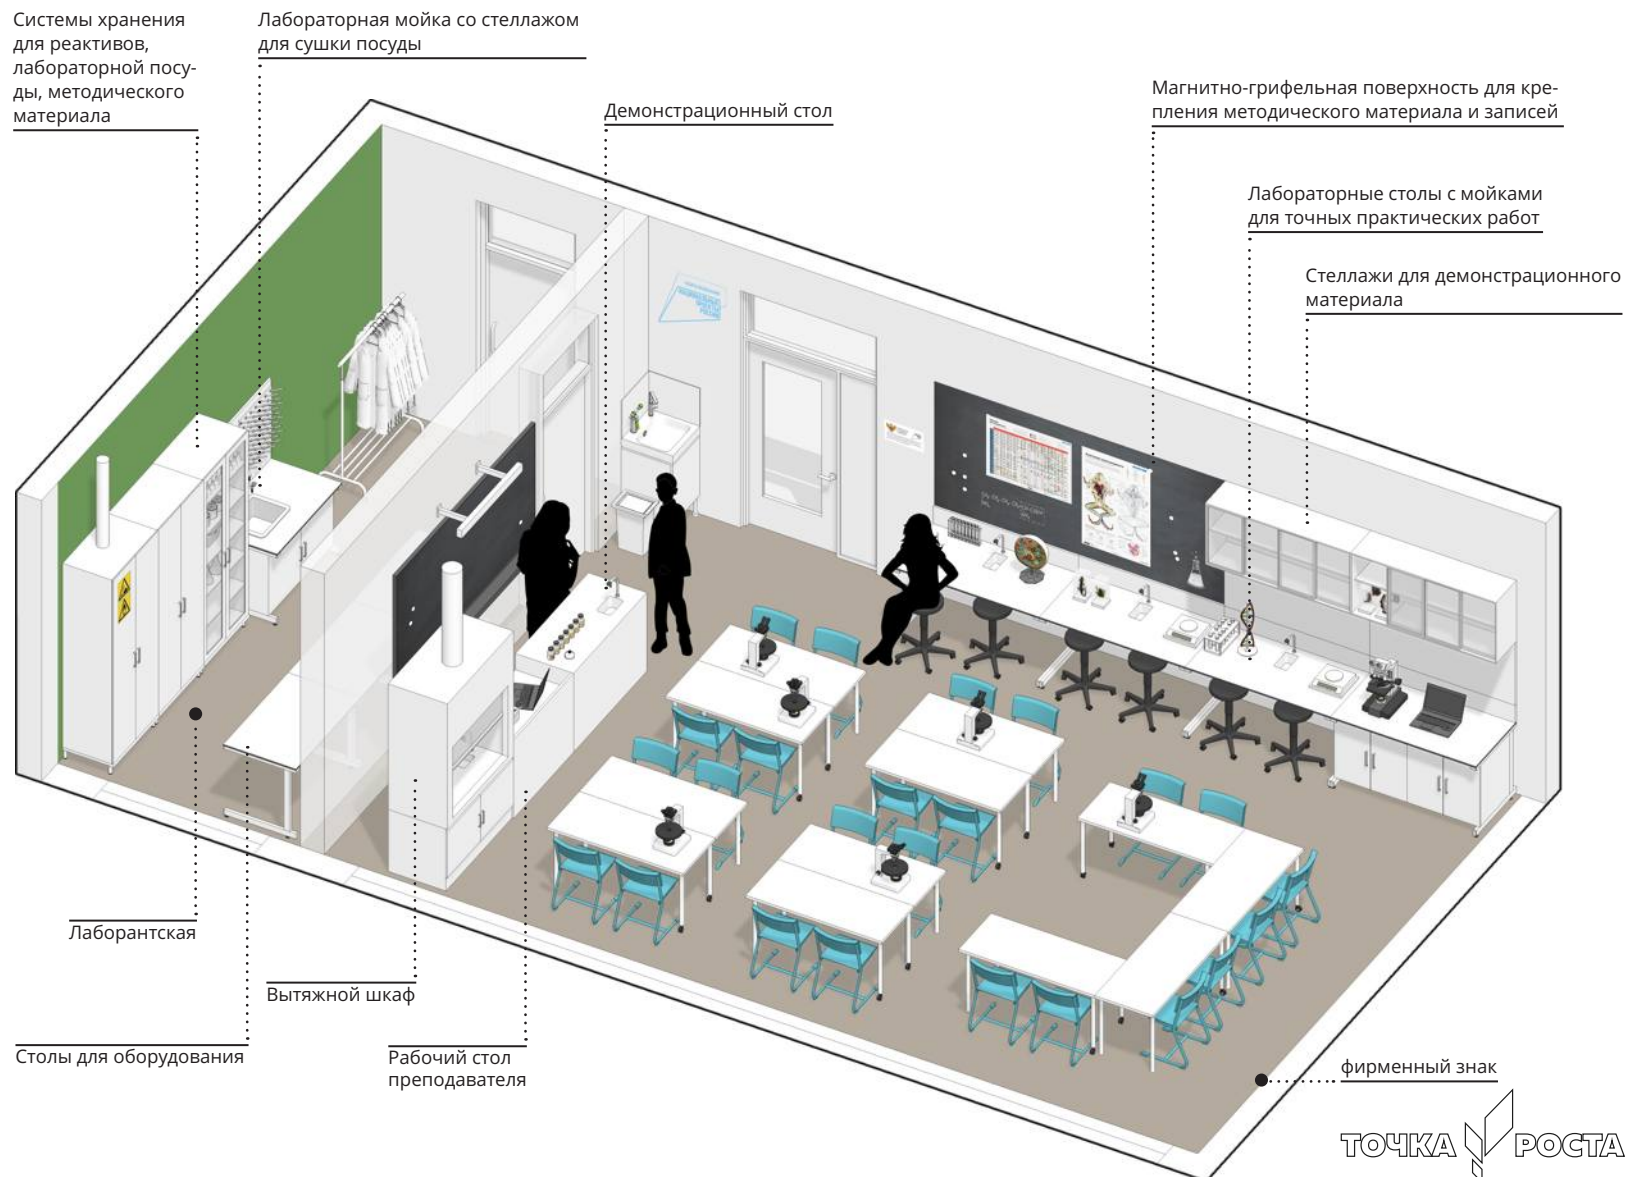 Системы хранения
для реактивов,
лабораторной посу-
ды, методического
материала
Лабораторная мойка со стеллажом
для сушки посуды
Демонстрационный стол
Магнитно-грифельная поверхность для кре-
пления методического материала и записей
Лабораторные столы с мойками
для точных практических работ
Стеллажи для демонстрационного
материала
Лаборантская
Вытяжной шкаф
Столы для оборудования
Рабочий стол
преподавателя
фирменный знак
ТОЧКА РОСТА